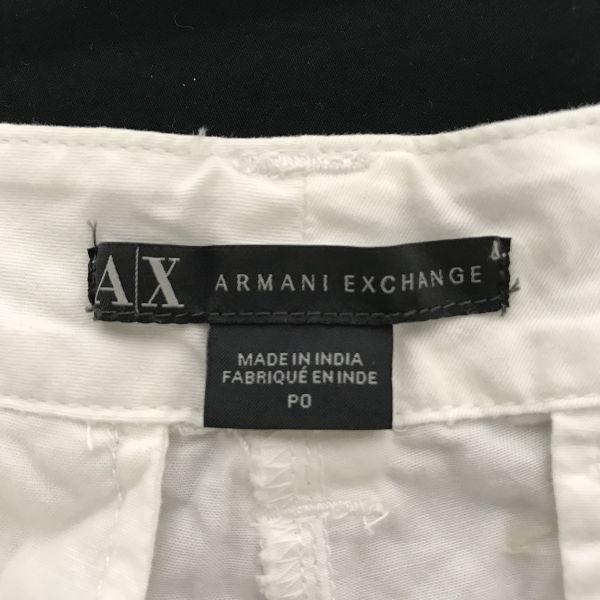 A|X ARMANI EXCHANGE
MADE IN INDIA
FABRIQUÉ EN INDE
P0